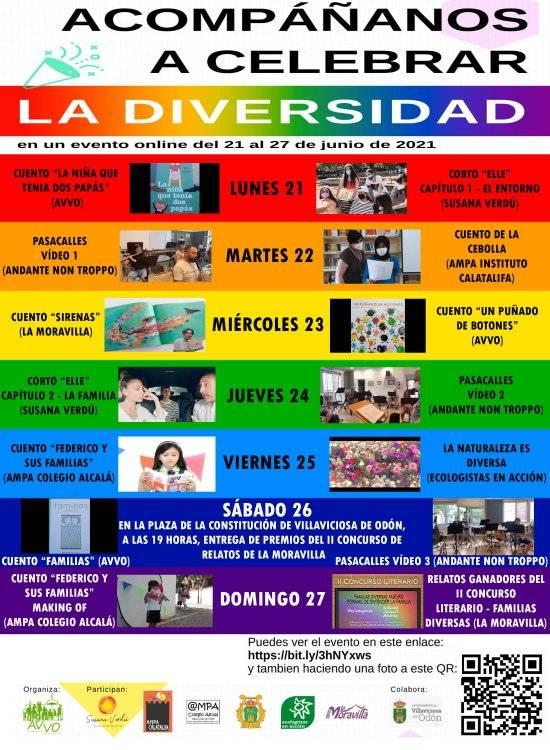 ACOMPÁÑANOS
A CELEBRAR
LA DIVERSIDAD
en un evento online del 21 al 27 de junio de 2021
CUENTO "LA NIÑA QUE
TENIA DOS PAPÁS"
(AVVO)
La
niña
que tenía
dos
papás
LUNES 21
CORTO "ELLE"
CAPÍTULO 1 - EL ENTORNO
(SUSANA VERDÚ)
PASACALLES
VÍDEO 1
(ANDANTE NON TROPPO)
MARTES 22
CUENTO DE LA
CEBOLLA
(AMPA INSTITUCO
CALATALIFA)
CUENTO "SIRENAS"
(LA MORAVILLA)
MIÉRCOLES 23
UN PUÑADO DE BOTONES
CUENTO "UN PUÑADO
DE BOTONES"
(AVVO)
CORTO "ELLE"
CAPÍTULO 2 - LA FAMILIA
(SUSANA VERDÚ)
JUEVES 24
PASACALLES
VÍDEO 2
(ANDANTE NON TROPPO)
CUENTO "FEDERICO Y
SUS FAMILIAS"
(AMPA COLEGIO ALCALÁ)
VIERNES 25
LA NATURALEZA ES
DIVERSA
(ECOLOGISTAS EN ACCIÓN)
familias
SÁBADO 26
EN LA PLAZA DE LA CONSTITUCIÓN DE VILLAVICIOSA DE ODÓN,
A LAS 19 HORAS, ENTREGA DE PREMIOS DEL II CONCURSO DE
RELATOS DE LA MORAVILLA
CUENTO "FAMILIAS" (AVVO)
PASACALLES VÍDEO 3 (ANDANTE NON TROPPO)
CUENTO "FEDERICO Y
SUS FAMILIAS"
MAKING OF
(AMPA COLEGIO ALCALÁ)
DOMINGO 27
II CONCURSO LITERARIO
FAMILIAS DIVERSAS: NUEVAS
FORMAS DE ENTENDER LA FAMILIA
RELATOS GANADORES DEL
II CONCURSO
LITERARIO - FAMILIAS
DIVERSAS (LA MORAVILLA)
Puedes ver el evento en este enlace:
https://bit.ly/3hNYxws
y tambien haciendo una foto a este QR:
Organiza:
Participan:
Colabora:
AVVO
Susana Verdú
AMPA
CALATALIFA
@MPA
Colegio Alcalá
ecologistas
en acción
La
Moravilla
Villaviciosa
de Odón